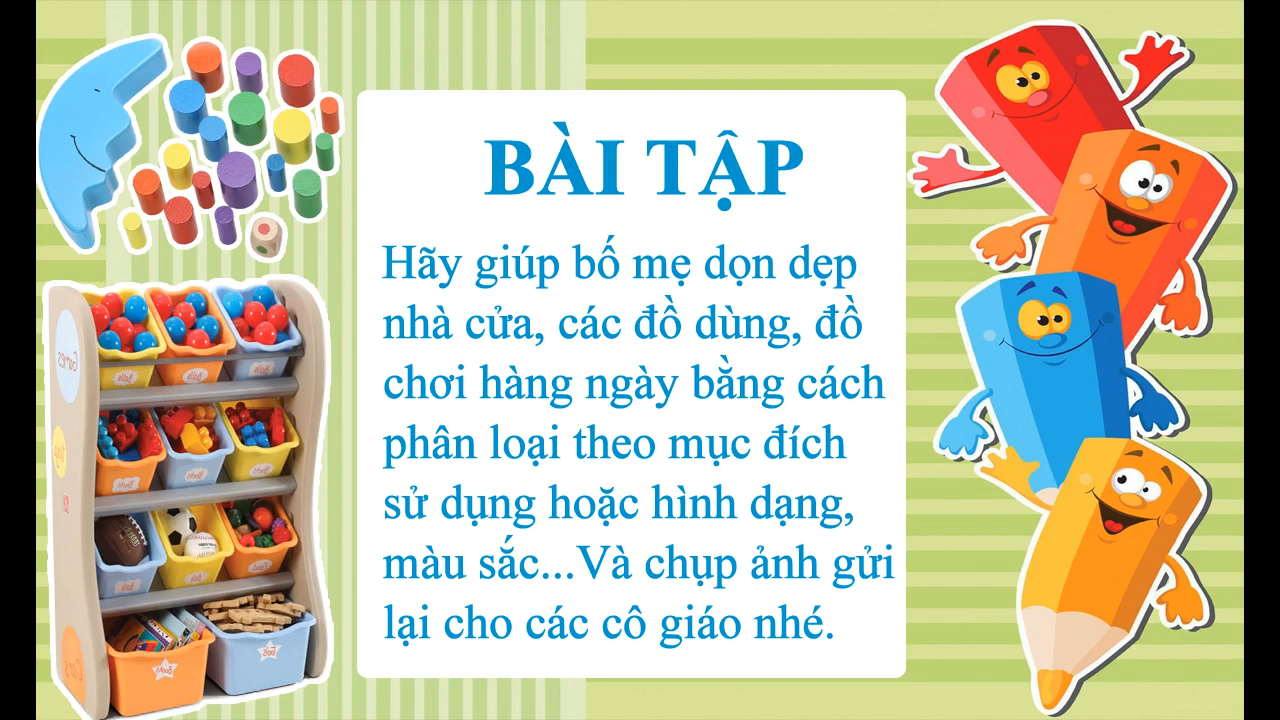 BÀI TẬP
Hãy giúp bố mẹ dọn dẹp
nhà cửa, các đồ dùng, đồ
chơi hàng ngày bằng cách
phân loại theo mục đích
sử dụng hoặc hình dạng,
màu sắc...Và chụp ảnh gửi
lại cho các cô giáo nhé.